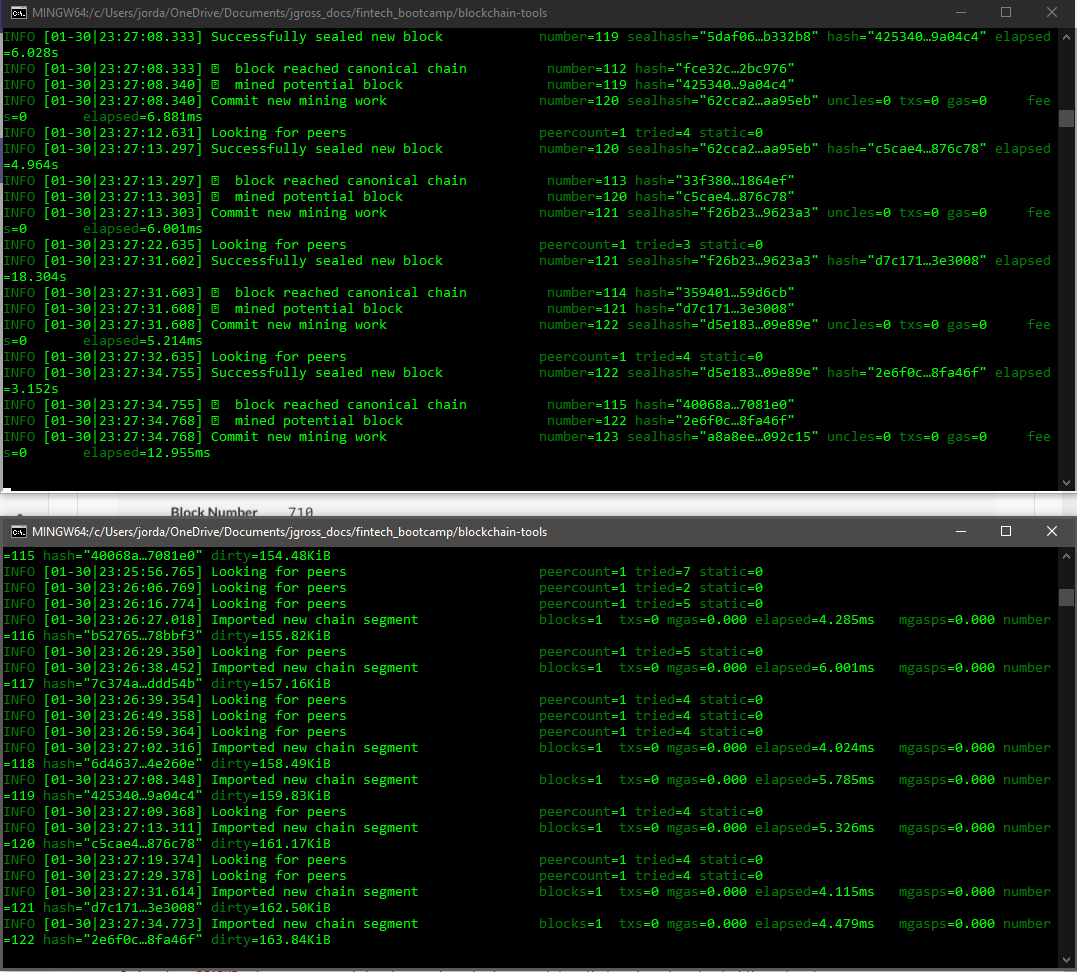 MINGW64:/c/Users/jorda/OneDrive/Documents/jgross_docs/fintech_bootcamp/blockchain-tools
INFO [01-30|23:27:08.333] Successfully sealed new block number=119 sealhash="5daf06…b332b8" hash="425340…9a04c4" elapsed
=6.028s
INFO [01-30|23:27:08.333] block reached canonical chain number=112 hash="fce32c…2bc976"
INFO [01-30|23:27:08.340] mined potential block number=119 hash="425340…9a04c4"
INFO [01-30|23:27:08.340] Commit new mining work number=120 sealhash="62cca2…aa95eb" uncles=0 txs=0 gas=0 fee
s=0 elapsed=6.881ms
INFO [01-30|23:27:12.631] Looking for peers peercount=1 tried=4 static=0
INFO [01-30|23:27:13.297] Successfully sealed new block number=120 sealhash="62cca2…aa95eb" hash="c5cae4…876c78" elapsed
=4.964s
INFO [01-30|23:27:13.297] block reached canonical chain number=113 hash="33f380…1864ef"
INFO [01-30|23:27:13.303] mined potential block number=120 hash="c5cae4…876c78"
INFO [01-30|23:27:13.303] Commit new mining work number=121 sealhash="f26b23…9623a3" uncles=0 txs=0 gas=0 fee
s=0 elapsed=6.001ms
INFO [01-30|23:27:22.635] Looking for peers peercount=1 tried=3 static=0
INFO [01-30|23:27:31.602] Successfully sealed new block number=121 sealhash="f26b23…9623a3" hash="d7c171…3e3008" elapsed
=18.304s
INFO [01-30|23:27:31.603] block reached canonical chain number=114 hash="359401…59d6cb"
INFO [01-30|23:27:31.608] mined potential block number=121 hash="d7c171…3e3008"
INFO [01-30|23:27:31.608] Commit new mining work number=122 sealhash="d5e183…09e89e" uncles=0 txs=0 gas=0 fee
s=0 elapsed=5.214ms
INFO [01-30|23:27:32.635] Looking for peers peercount=1 tried=4 static=0
INFO [01-30|23:27:34.755] Successfully sealed new block number=122 sealhash="d5e183…09e89e" hash="2e6f0c…8fa46f" elapsed
=3.152s
INFO [01-30|23:27:34.755] block reached canonical chain number=115 hash="40068a…7081e0"
INFO [01-30|23:27:34.768] mined potential block number=122 hash="2e6f0c…8fa46f"
INFO [01-30|23:27:34.768] Commit new mining work number=123 sealhash="a8a8ee…092c15" uncles=0 txs=0 gas=0 fee
s=0 elapsed=12.955ms
Block Number 710
MINGW64:/c/Users/jorda/OneDrive/Documents/jgross_docs/fintech_bootcamp/blockchain-tools
=115 hash="40068a…7081e0" dirty=154.48KiB
INFO [01-30|23:25:56.765] Looking for peers peercount=1 tried=7 static=0
INFO [01-30|23:26:06.769] Looking for peers peercount=1 tried=2 static=0
INFO [01-30|23:26:16.774] Looking for peers peercount=1 tried=5 static=0
INFO [01-30|23:26:27.018] Imported new chain segment blocks=1 txs=0 mgas=0.000 elapsed=4.285ms mgasps=0.000 number
=116 hash="b52765…78bbf3" dirty=155.82KiB
INFO [01-30|23:26:29.350] Looking for peers peercount=1 tried=5 static=0
INFO [01-30|23:26:38.452] Imported new chain segment blocks=1 txs=0 mgas=0.000 elapsed=6.001ms mgasps=0.000 number
=117 hash="7c374a…ddd54b" dirty=157.16KiB
INFO [01-30|23:26:39.354] Looking for peers peercount=1 tried=4 static=0
INFO [01-30|23:26:49.358] Looking for peers peercount=1 tried=4 static=0
INFO [01-30|23:26:59.364] Looking for peers peercount=1 tried=4 static=0
INFO [01-30|23:27:02.316] Imported new chain segment blocks=1 txs=0 mgas=0.000 elapsed=4.024ms mgasps=0.000 number
=118 hash="6d4637…4e260e" dirty=158.49KiB
INFO [01-30|23:27:08.348] Imported new chain segment blocks=1 txs=0 mgas=0.000 elapsed=5.785ms mgasps=0.000 number
=119 hash="425340…9a04c4" dirty=159.83KiB
INFO [01-30|23:27:09.368] Looking for peers peercount=1 tried=4 static=0
INFO [01-30|23:27:13.311] Imported new chain segment blocks=1 txs=0 mgas=0.000 elapsed=5.326ms mgasps=0.000 number
=120 hash="c5cae4…876c78" dirty=161.17KiB
INFO [01-30|23:27:19.374] Looking for peers peercount=1 tried=4 static=0
INFO [01-30|23:27:29.378] Looking for peers peercount=1 tried=4 static=0
INFO [01-30|23:27:31.614] Imported new chain segment blocks=1 txs=0 mgas=0.000 elapsed=4.115ms mgasps=0.000 number
=121 hash="d7c171…3e3008" dirty=162.50KiB
INFO [01-30|23:27:34.773] Imported new chain segment blocks=1 txs=0 mgas=0.000 elapsed=4.479ms mgasps=0.000 number
=122 hash="2e6f0c…8fa46f" dirty=163.84KiB